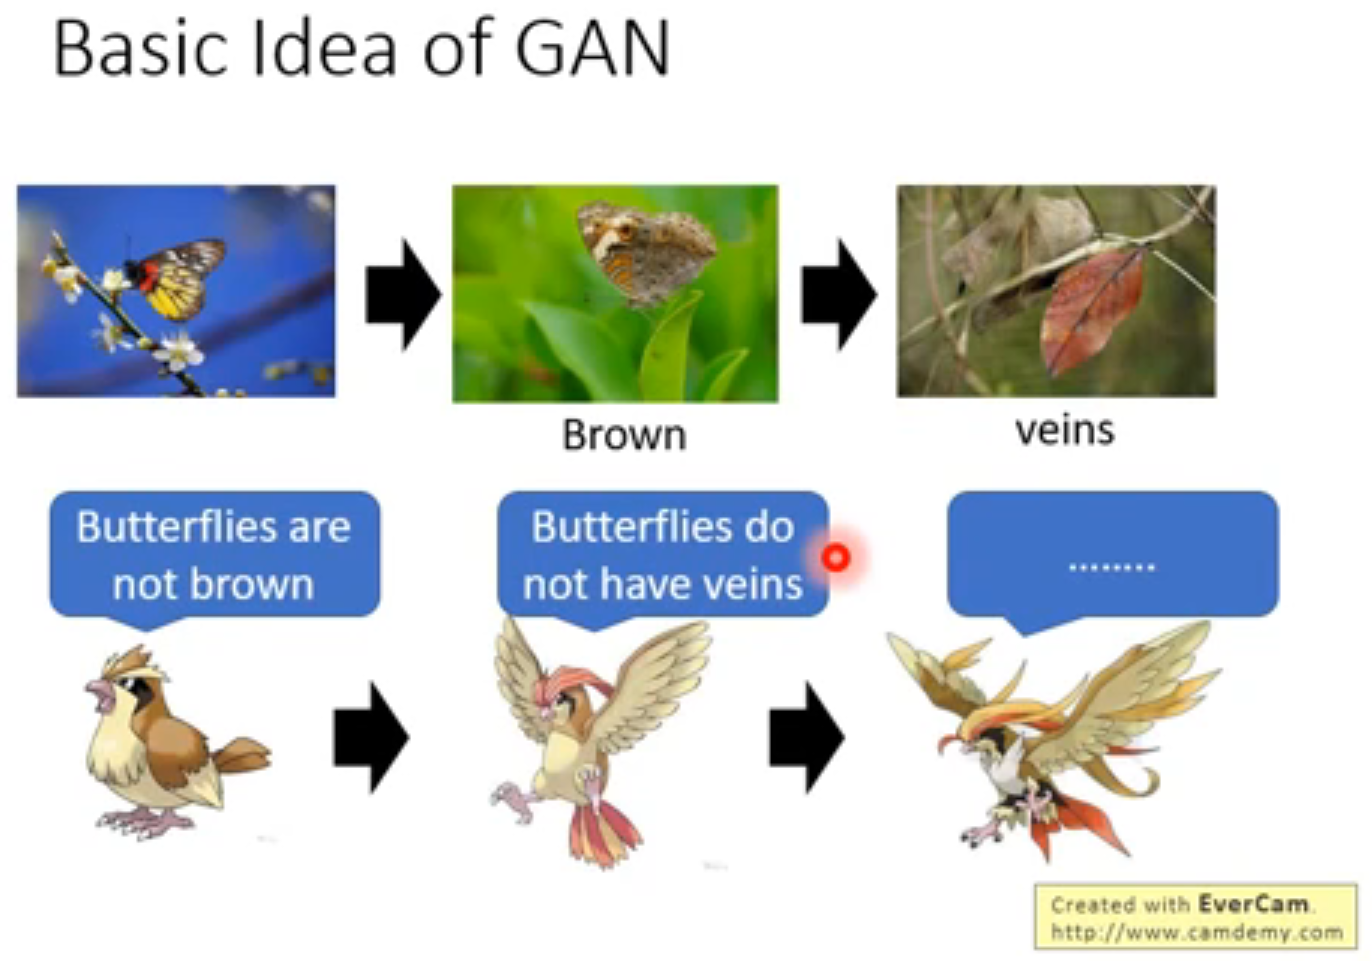 Basic Idea of GAN
Brown
veins
Butterflies are
not brown
Butterflies do
not have veins
........
Created with EverCam.
http://www.camdemy.com